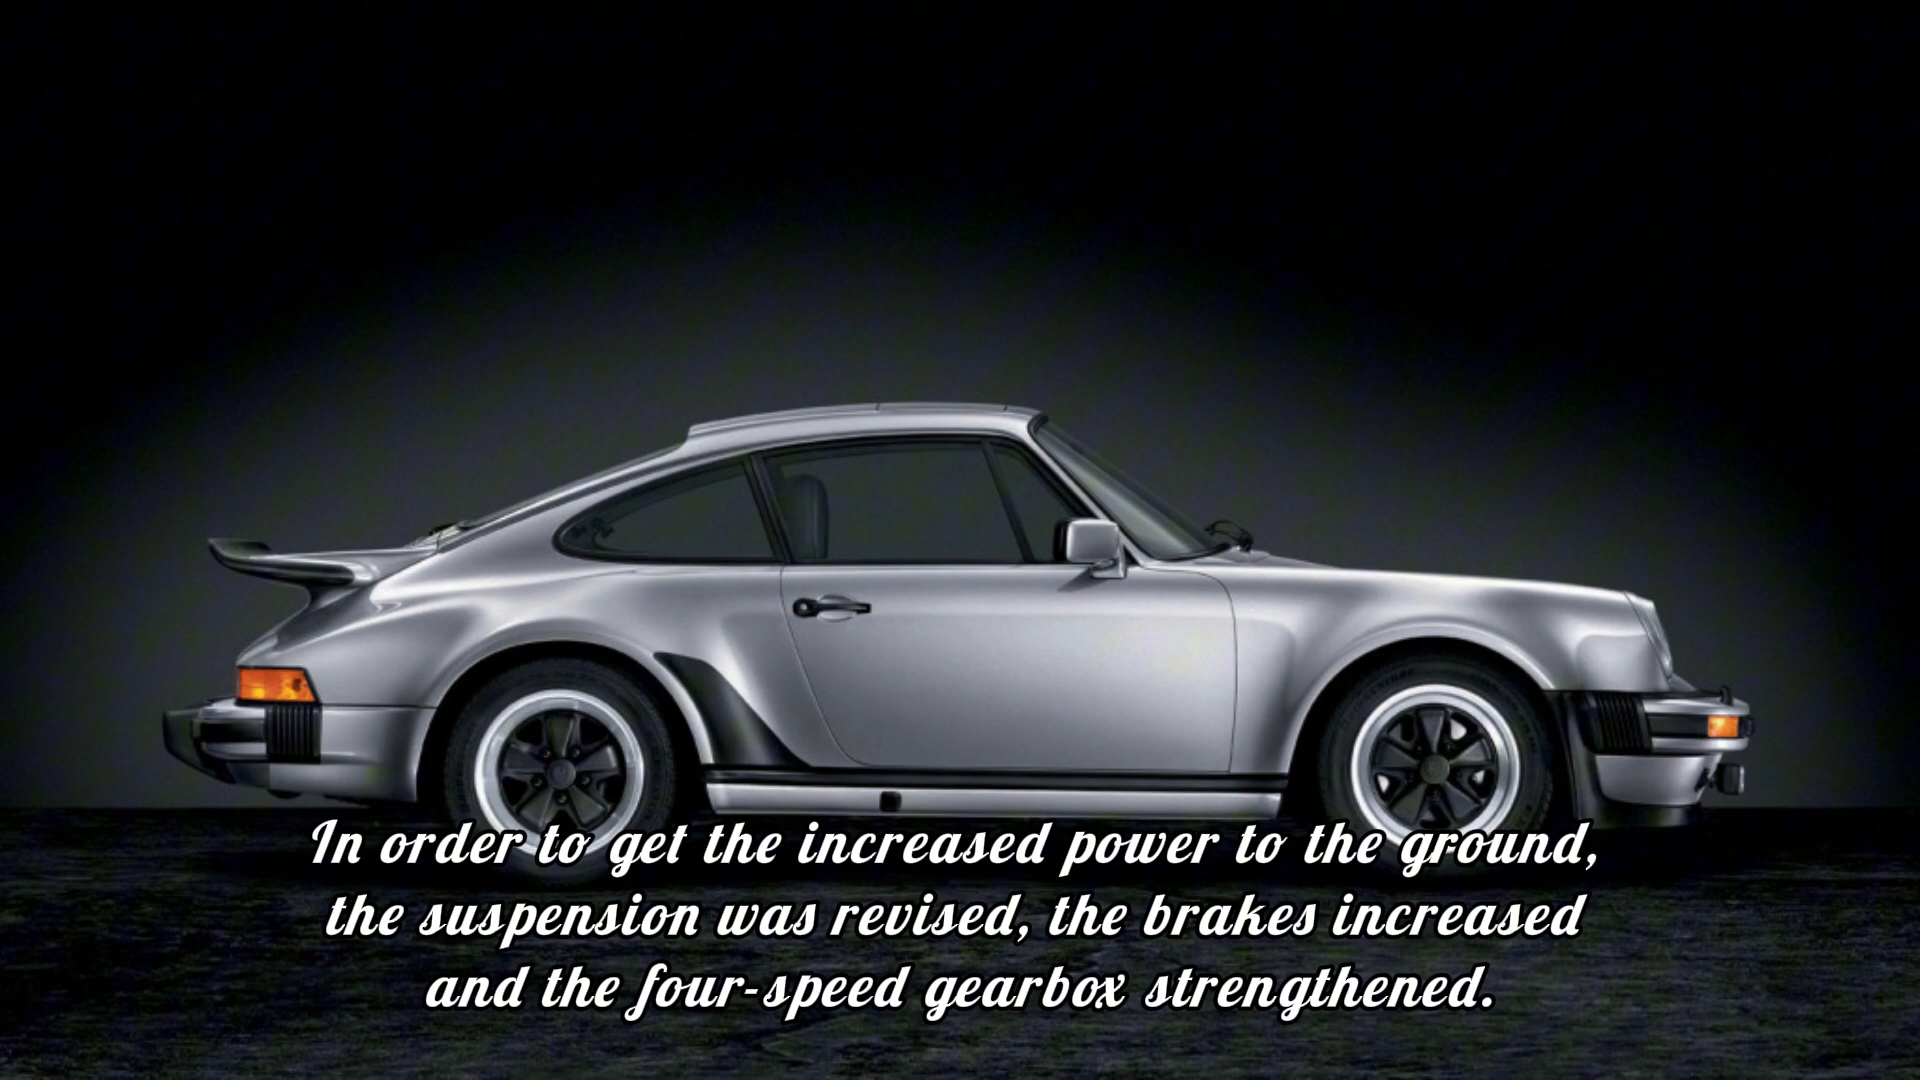 In order to get the increased power to the ground,
the suspension was revised, the brakes increased
and the four-speed gearbox strengthened.